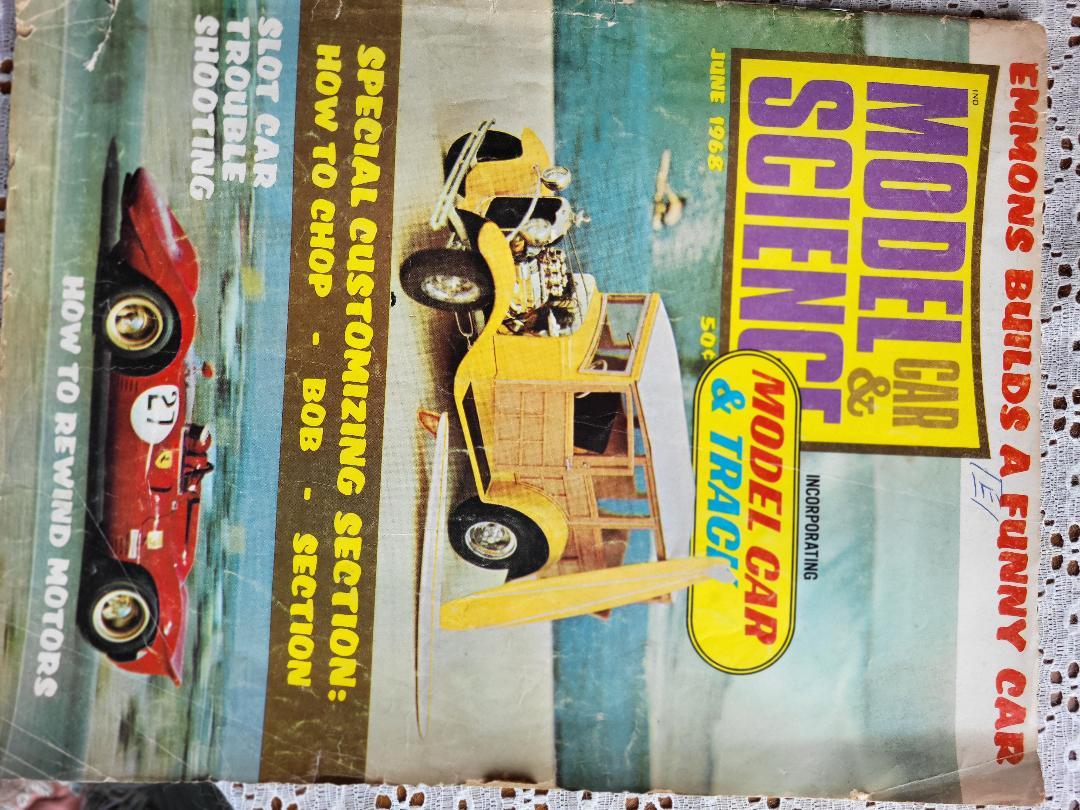 EMMONS BUILDS A FUNNY CAR
IND
MODEL CAR &
SCIENCE
JUNE 1968
50¢
INCORPORATING
MODEL CAR
& TRACK
SPECIAL CUSTOMIZING SECTION:
HOW TO CHOP - BOB - SECTION
SLOT CAR
TROUBLE
SHOOTING
27
HOW TO REWIND MOTORS